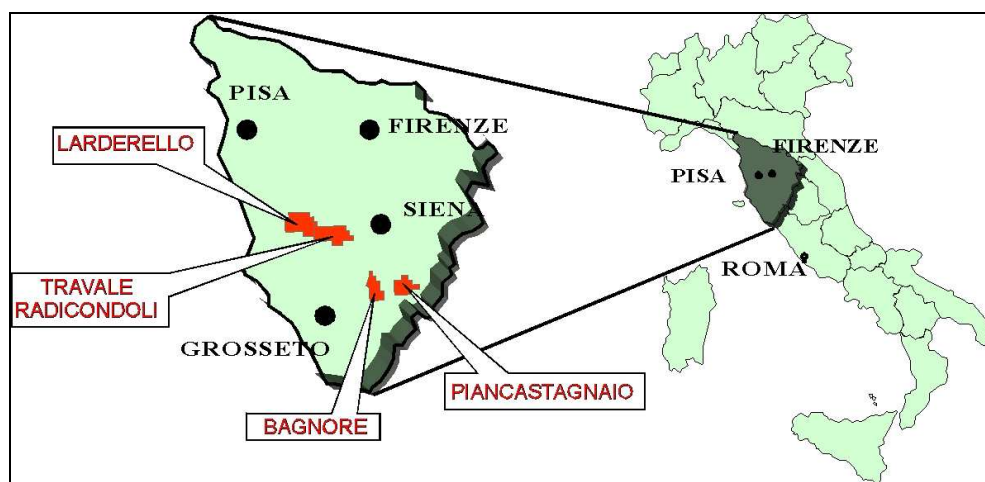 PISA
FIRENZE
LARDERELLO
SIENA
TRAVALE
RADICONDOLI
GROSSETO
PIANCASTAGNAIO
BAGNORE
FIRENZE
PISA
ROMA